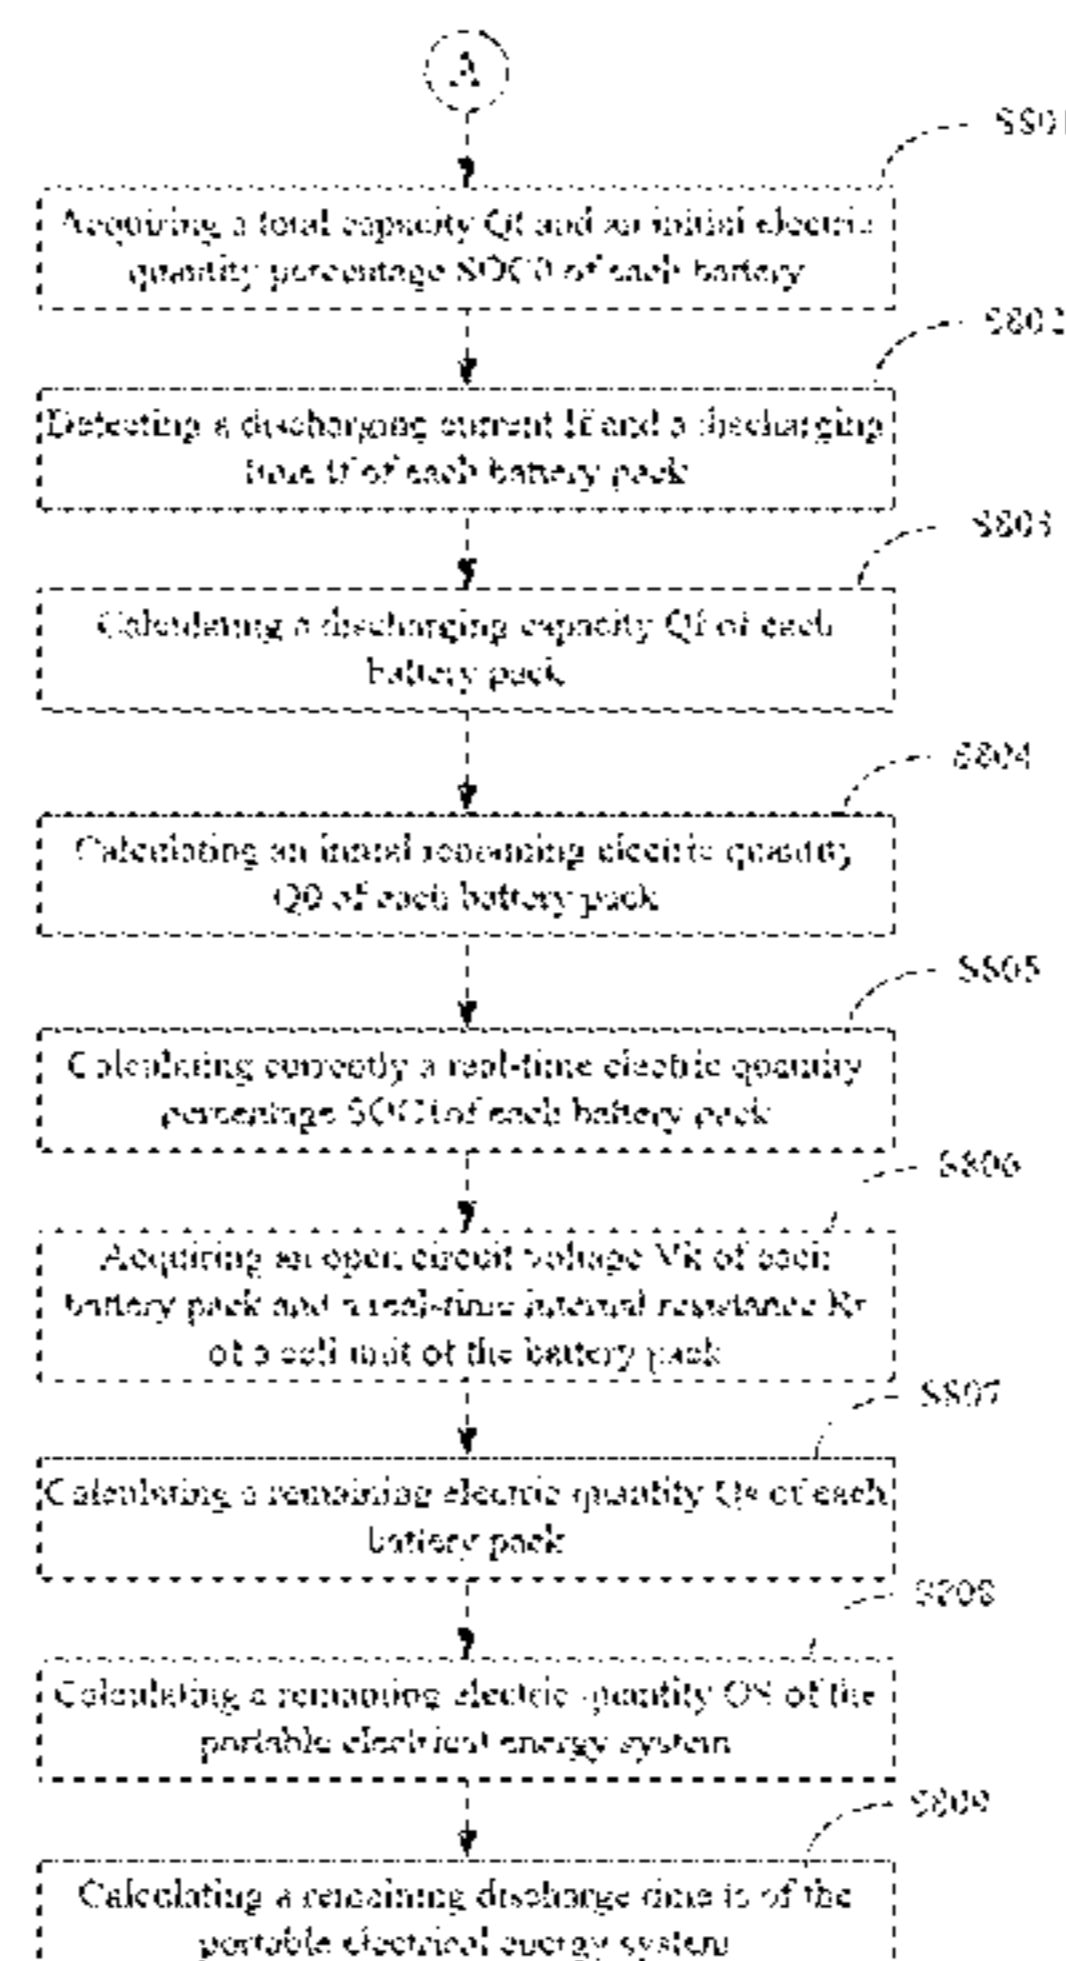 A
S801
Acquiring a total capacity Qt and an initial electric
quantity percentage SOC0 of each battery
S802
Detecting a discharging current If and a discharging
time tf of each battery pack
S803
Calculating a discharging capacity Qf of each
battery pack
S804
Calculating an initial remaining electric quantity
Q0 of each battery pack
S805
Calculating currently a real-time electric quantity
percentage of each battery pack
S806
Acquiring an open circuit voltage Vk of each
battery pack and a real-time internal resistance Rr
of a cell unit of the battery pack
S807
Calculating a remaining electric quantity Qs of each
battery pack
S808
Calculating a remaining electric quantity QS of the
portable electrical energy system
S809
Calculating a remaining discharge time of the
portable electrical energy system